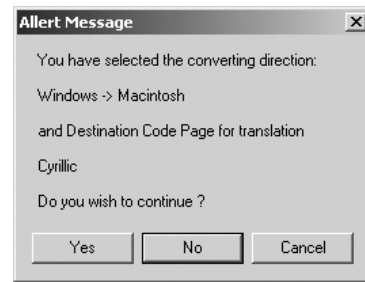 Allert Message
You have selected the converting direction:
Windows -> Macintosh
and Destination Code Page for translation
Cyrillic
Do you wish to continue ?
Yes No Cancel